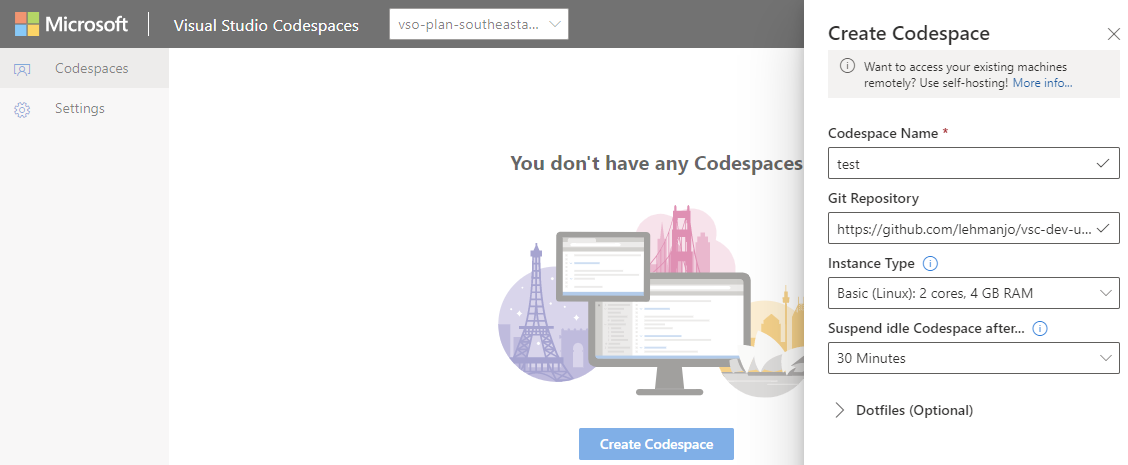 Microsoft
Visual Studio Codespaces
vso-plan-southeasta...
Codespaces
Settings
You don't have any Codespaces
Create Codespace
Create Codespace
Want to access your existing machines
remotely? Use self-hosting! More info...
Codespace Name *
test
Git Repository
https://github.com/lehmanjo/vsc-dev-u...
Instance Type
Basic (Linux): 2 cores, 4 GB RAM
Suspend idle Codespace after...
30 Minutes
Dotfiles (Optional)